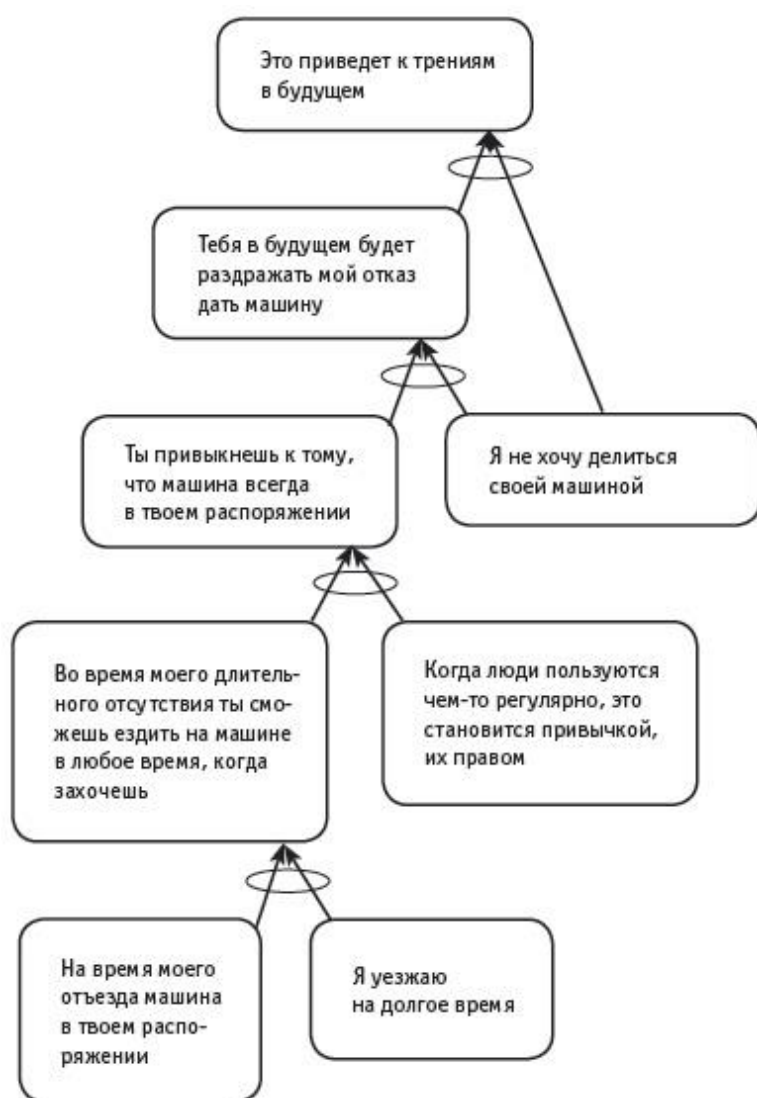 Это приведет к трениям
в будущем
Тебя в будущем будет
раздражать мой отказ
дать машину
Ты привыкнешь к тому,
что машина всегда
в твоем распоряжении
Я не хочу делиться
своей машиной
Во время моего длитель-
ного отсутствия ты смо-
жешь ездить на машине
в любое время, когда
захочешь
Когда люди пользуются
чем-то регулярно, это
становится привычкой,
их правом
На время моего
отъезда машина
в твоем распо-
ряжении
Я уезжаю
на долгое время